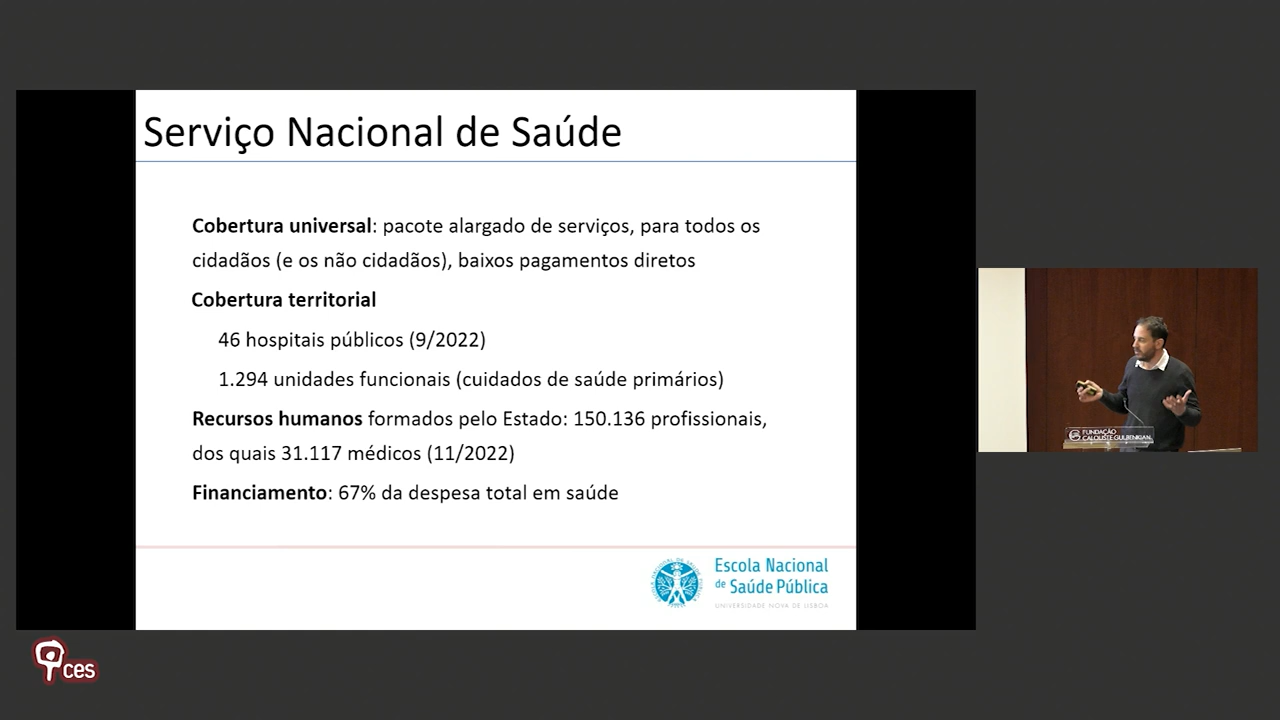 Serviço Nacional de Saúde
Cobertura universal: pacote alargado de serviços, para todos os
cidadãos (e os não cidadãos), baixos pagamentos diretos
Cobertura territorial
46 hospitais públicos (9/2022)
1.294 unidades funcionais (cuidados de saúde primários)
Recursos humanos formados pelo Estado: 150.136 profissionais,
dos quais 31.117 médicos (11/2022)
Financiamento: 67% da despesa total em saúde
Escola Nacional
de Saúde Pública
UNIVERSIDADE NOVA DE LISBOA
FUNDAÇÃO
CALOUSTE GULBENKIAN
ces